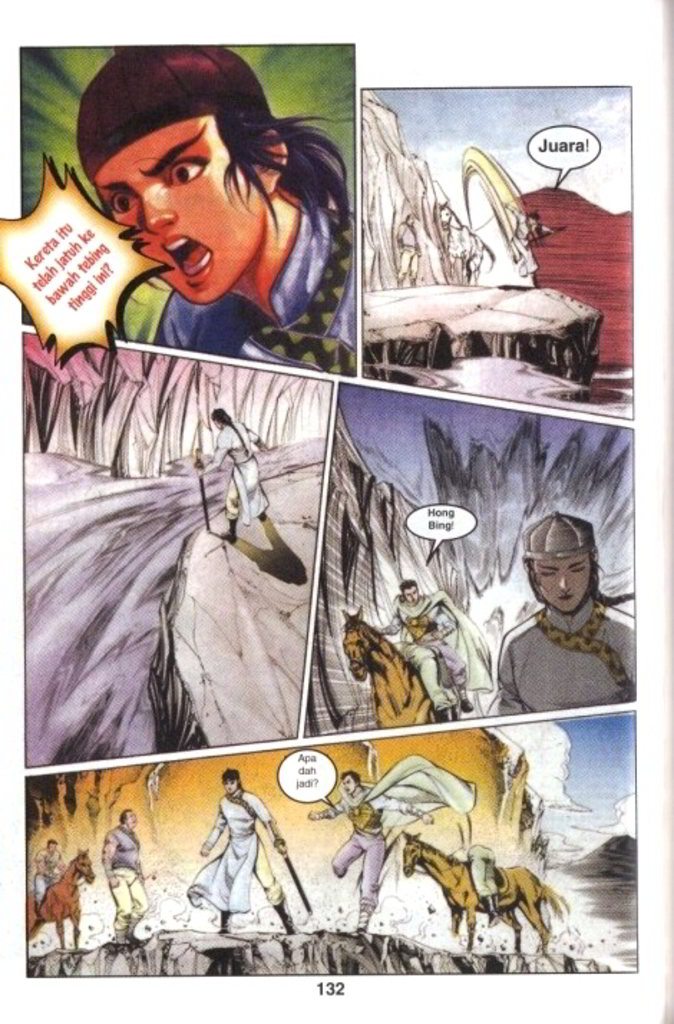 Kereta itu
telah jatuh ke
bawah tebing
tinggi ini?
Juara!
Hong
Bing!
Apa
dah
jadi?
132